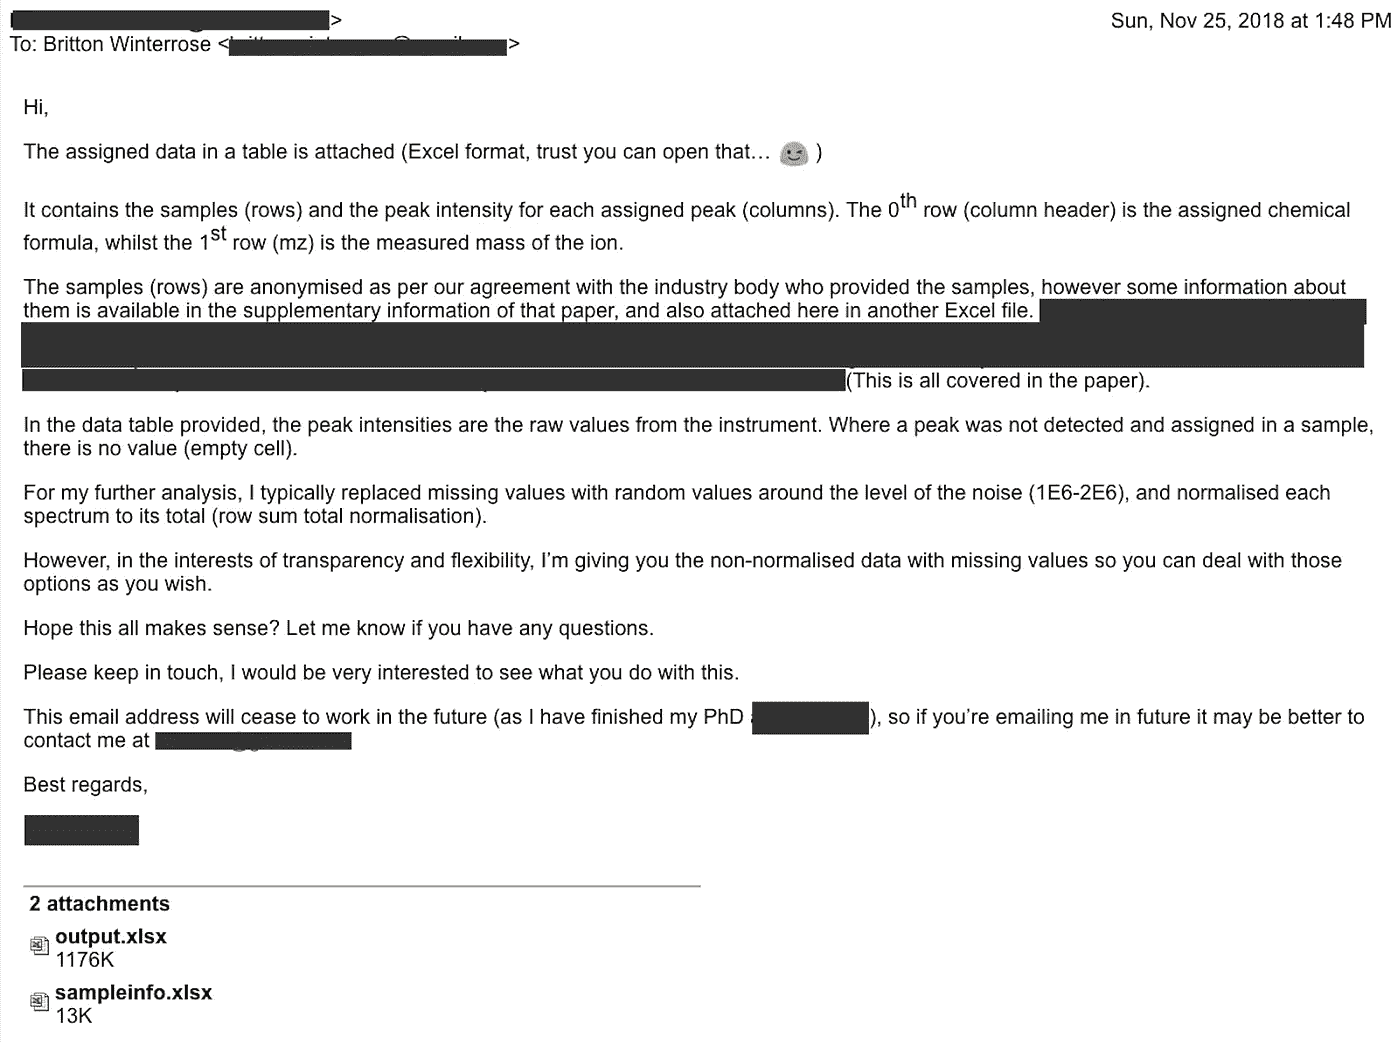 >
Sun, Nov 25, 2018 at 1:48 PM
To: Britton Winterrose < >
Hi,
The assigned data in a table is attached (Excel format, trust you can open that… 😉 )
It contains the samples (rows) and the peak intensity for each assigned peak (columns). The 0th row (column header) is the assigned chemical
formula, whilst the 1st row (mz) is the measured mass of the ion.
The samples (rows) are anonymised as per our agreement with the industry body who provided the samples, however some information about
them is available in the supplementary information of that paper, and also attached here in another Excel file.
(This is all covered in the paper).
In the data table provided, the peak intensities are the raw values from the instrument. Where a peak was not detected and assigned in a sample,
there is no value (empty cell).
For my further analysis, I typically replaced missing values with random values around the level of the noise (1E6-2E6), and normalised each
spectrum to its total (row sum total normalisation).
However, in the interests of transparency and flexibility, I’m giving you the non-normalised data with missing values so you can deal with those
options as you wish.
Hope this all makes sense? Let me know if you have any questions.
Please keep in touch, I would be very interested to see what you do with this.
This email address will cease to work in the future (as I have finished my PhD ), so if you’re emailing me in future it may be better to
contact me at
Best regards,
2 attachments
output.xlsx
1176K
sampleinfo.xlsx
13K